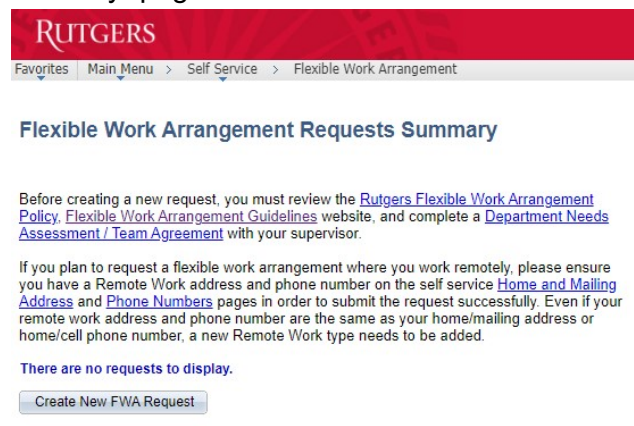 RUTGERS
Favorites Main Menu > Self Service > Flexible Work Arrangement
Flexible Work Arrangement Requests Summary
Before creating a new request, you must review the Rutgers Flexible Work Arrangement
Policy, Flexible Work Arrangement Guidelines website, and complete a Department Needs
Assessment / Team Agreement with your supervisor.
If you plan to request a flexible work arrangement where you work remotely, please ensure
you have a Remote Work address and phone number on the self service Home and Mailing
Address and Phone Numbers pages in order to submit the request successfully. Even if your
remote work address and phone number are the same as your home/mailing address or
home/cell phone number, a new Remote Work type needs to be added.
There are no requests to display.
Create New FWA Request